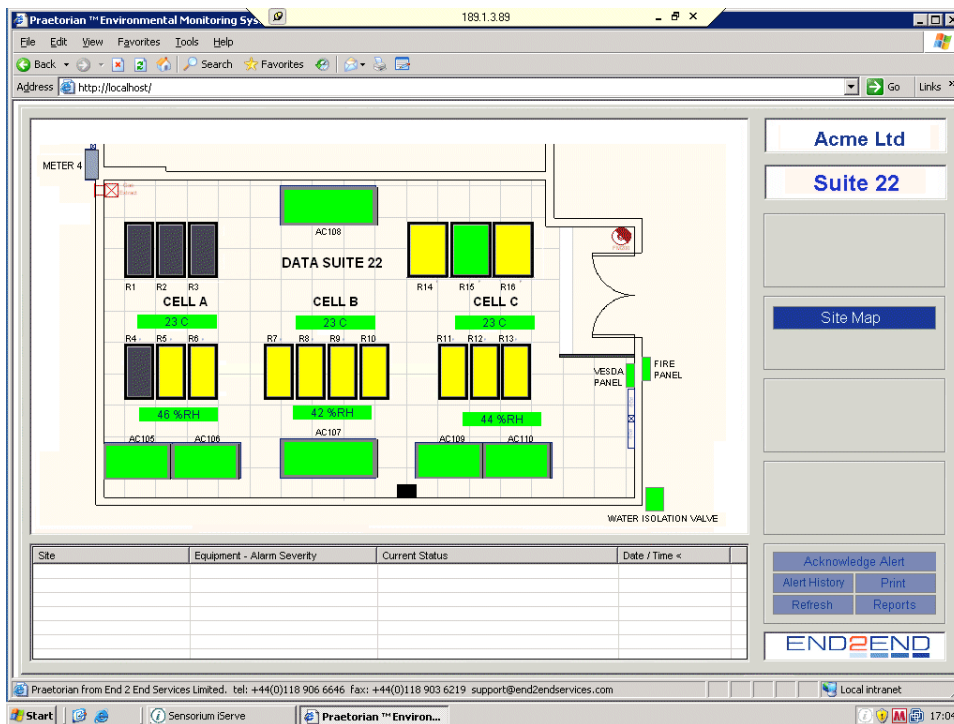 Praetorian ™Environmental Monitoring Sys
189.1.3.89
File Edit View Favorites Tools Help
Back Search Favorites
Address http://localhost/ Go Links »
Acme Ltd
Suite 22
Site Map
METER 4
Gas
Extract
AC108
DATA SUITE 22
R1 R2 R3
R14 R15 R16
CELL A CELL B CELL C
23 C 23 C 23 C
R4 R5 R6 R7 R8 R9 R10 R11 R12 R13
VESDA
PANEL
FIRE
PANEL
46 %RH 42 %RH 44 %RH
AC105 AC106 AC107 AC109 AC110
WATER ISOLATION VALVE
Site Equipment - Alarm Severity Current Status Date / Time <
Acknowledge Alert
Alert History Print
Refresh Reports
END2END
Praetorian from End 2 End Services Limited. tel: +44(0)118 906 6646 fax: +44(0)118 903 6219 support@end2endservices.com Local intranet
Start Sensorium iServe Praetorian ™Environ... 17:04